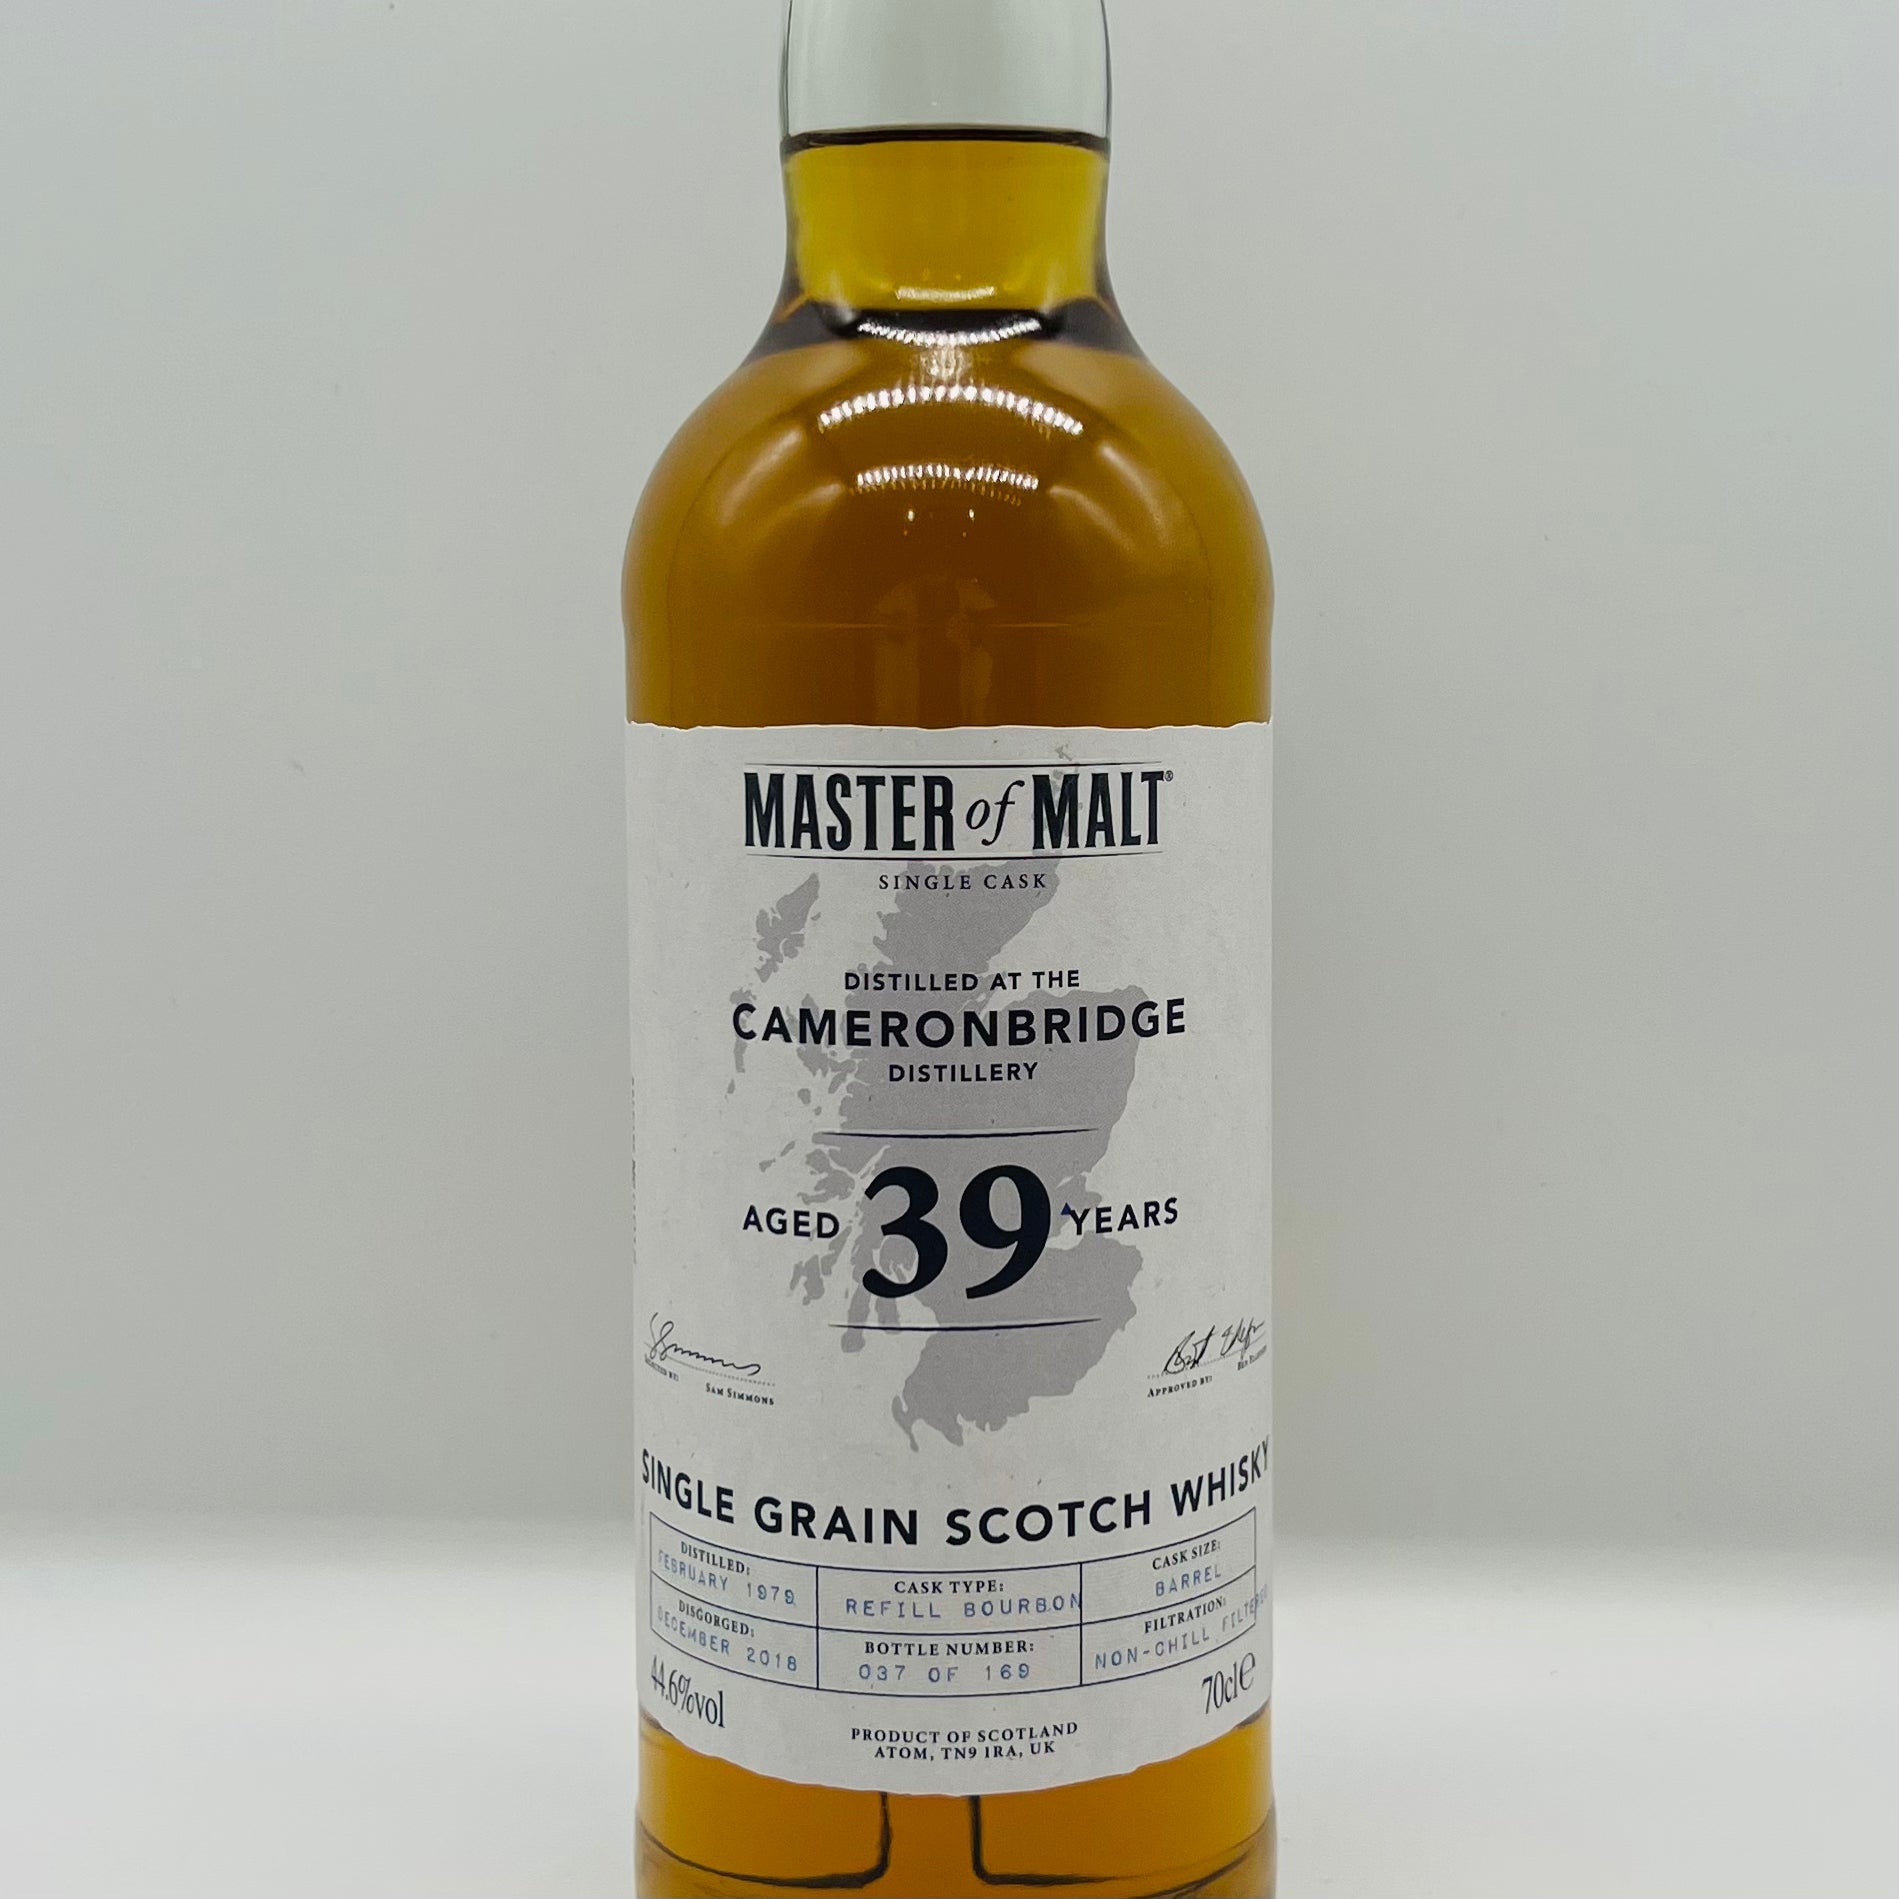 MASTER of MALT®
SINGLE CASK
DISTILLED AT THE
CAMERONBRIDGE
DISTILLERY
AGED 39 YEARS
SAM SIMMONS
APPROVED BY:
SINGLE GRAIN SCOTCH WHISKY
DISTILLED:
FEBRUARY 1979
CASK TYPE:
REFILL BOURBON
CASK SIZE:
BARREL
DISGORGED:
DECEMBER 2018
BOTTLE NUMBER:
037 OF 169
FILTRATION:
NON-CHILL FILTERED
44.6%vol
70cl e
PRODUCT OF SCOTLAND
ATOM, TN9 1RA, UK